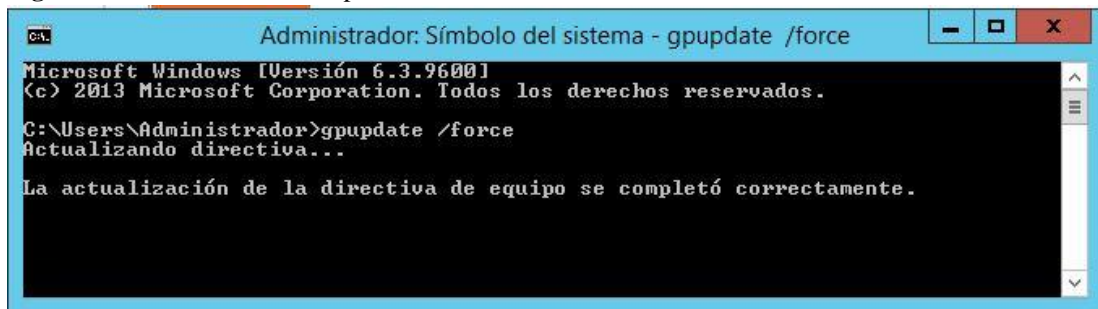 Administrador: Símbolo del sistema - gpupdate /force
Microsoft Windows [Versión 6.3.9600]
(c) 2013 Microsoft Corporation. Todos los derechos reservados.
C:\Users\Administrador>gpupdate /force
Actualizando directiva...
La actualización de la directiva de equipo se completó correctamente.